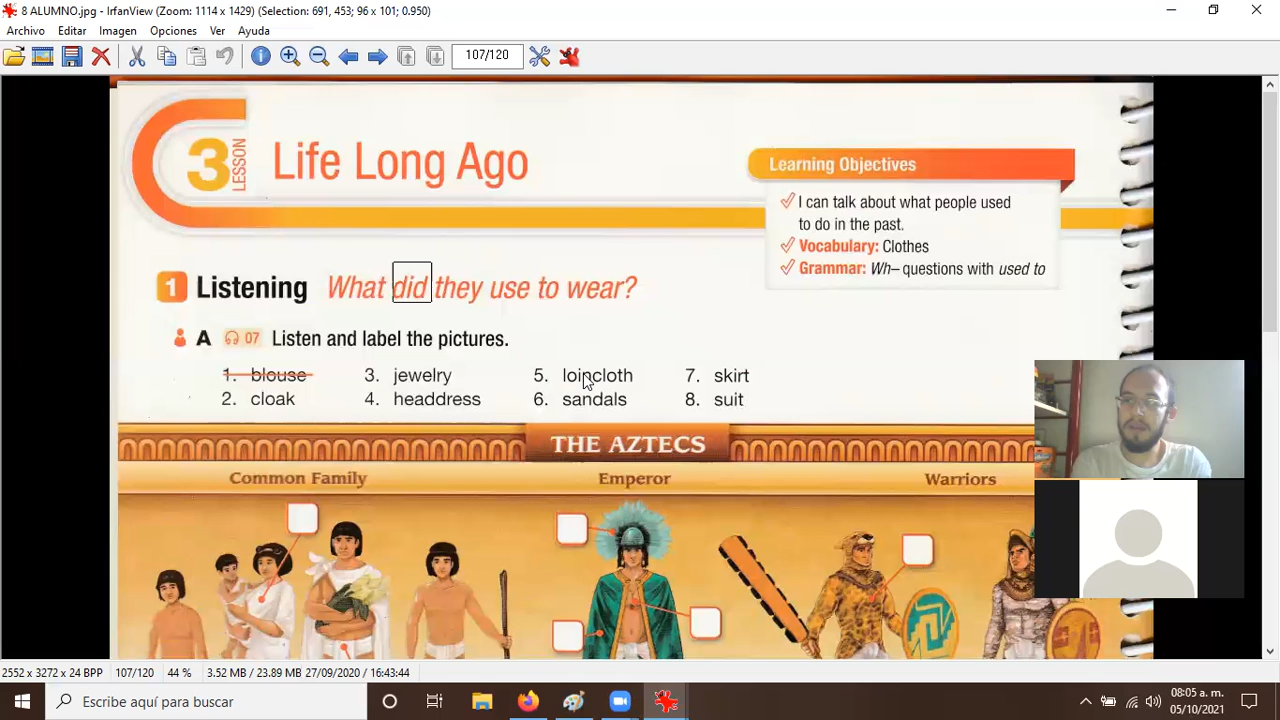 8 ALUMNO.jpg - IrfanView (Zoom: 1114 x 1429) (Selection: 691, 453; 96 x 101; 0.950)
Archivo Editar Imagen Opciones Ver Ayuda
107/120
3 LESSON
Life Long Ago
Learning Objectives
I can talk about what people used
to do in the past.
Vocabulary: Clothes
Grammar: Wh– questions with used to
1 Listening What did they use to wear?
A 07 Listen and label the pictures.
1. blouse 3. jewelry 5. loincloth 7. skirt
2. cloak 4. headdress 6. sandals 8. suit
THE AZTECS
Common Family Emperor Warriors
2552 x 3272 x 24 BPP 107/120 44 % 3.52 MB / 23.89 MB 27/09/2020 / 16:43:44
Escribe aquí para buscar
08:05 a. m.
05/10/2021